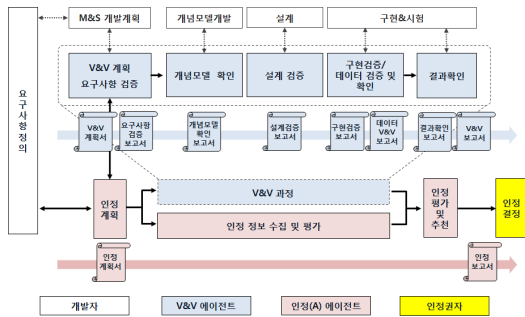 M&S 개발계획
개념모델개발
설계
구현&시험
요구사항정의
V&V 계획
요구사항 검증
개념모델 확인
설계 검증
구현검증/
데이터 검증 및
확인
결과확인
V&V
계획서
요구사항
검증
보고서
개념모델
확인
보고서
설계검증
보고서
구현검증
보고서
데이터
V&V
보고서
결과확인
보고서
V&V
보고서
인정
계획
V&V 과정
인정 정보 수집 및 평가
인정
평가
및
추천
인정
결정
인정
계획서
인정
보고서
개발자
V&V 에이전트
인정(A) 에이전트
인정권자